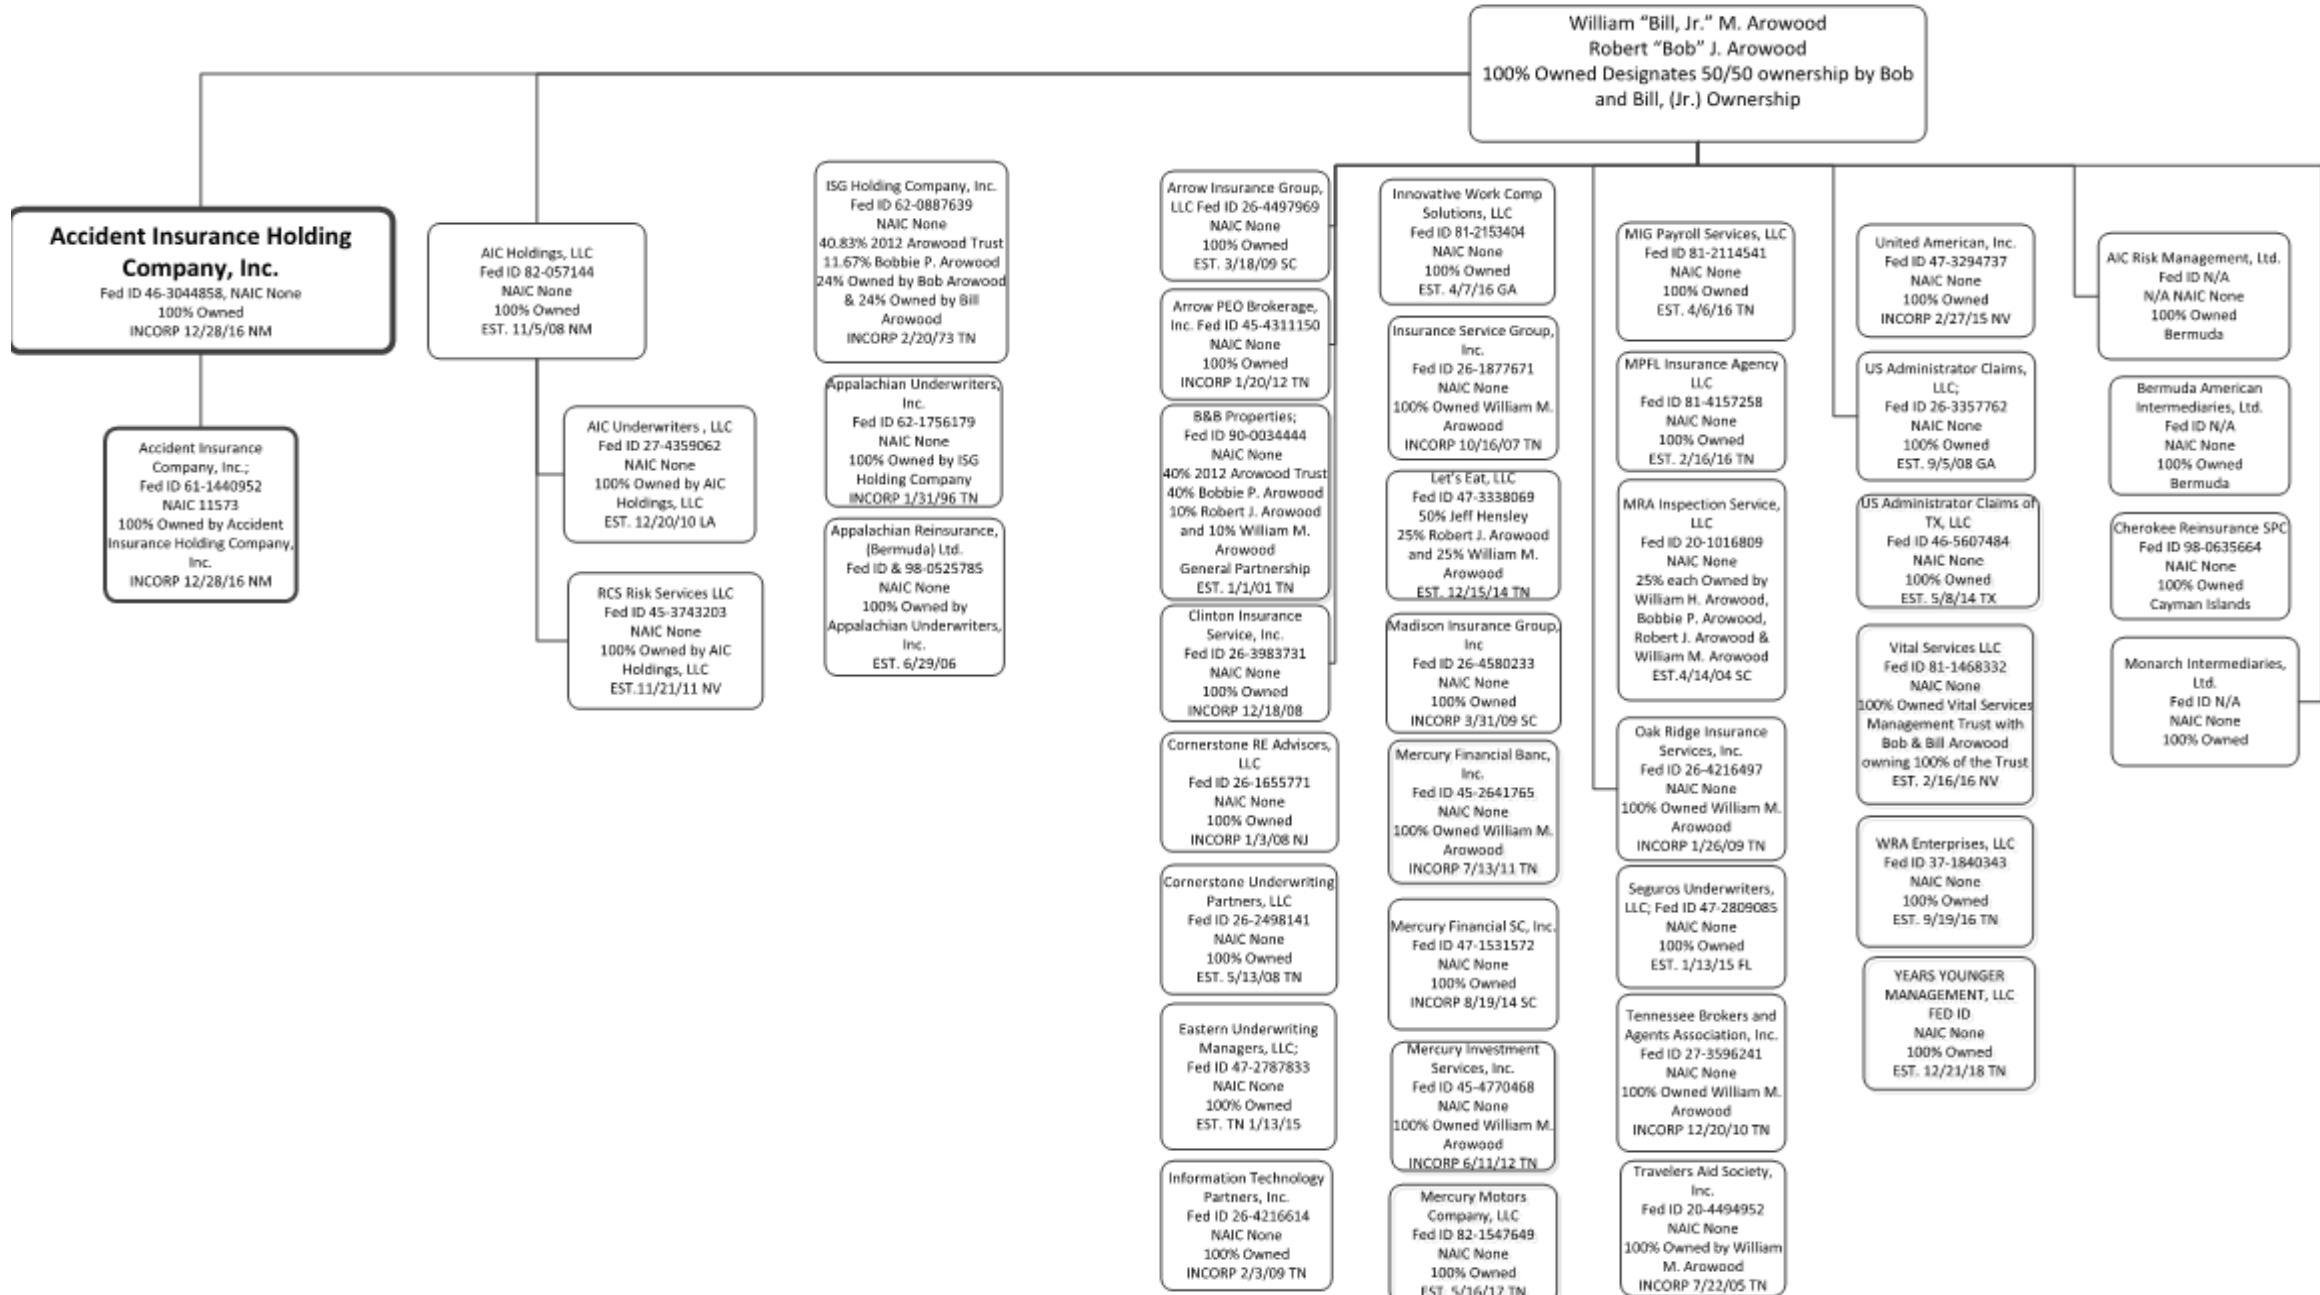 William “Bill, Jr.” M. Arowood
Robert “Bob” J. Arowood
100% Owned Designates 50/50 ownership by Bob
and Bill, (Jr.) Ownership
Accident Insurance Holding
Company, Inc.
Fed ID 46-3044858, NAIC None
100% Owned
INCORP 12/28/16 NM
Accident Insurance
Company, Inc.;
Fed ID 61-1440952
NAIC 11573
100% Owned by Accident
Insurance Holding Company,
Inc.
INCORP 12/28/16 NM
AIC Holdings, LLC
Fed ID 82-057144
NAIC None
100% Owned
EST. 11/5/08 NM
AIC Underwriters , LLC
Fed ID 27-4359062
NAIC None
100% Owned by AIC
Holdings, LLC
EST. 12/20/10 LA
RCS Risk Services LLC
Fed ID 45-3743203
NAIC None
100% Owned by AIC
Holdings, LLC
EST.11/21/11 NV
ISG Holding Company, Inc.
Fed ID 62-0887639
NAIC None
40.83% 2012 Arowood Trust
11.67% Bobbie P. Arowood
24% Owned by Bob Arowood
& 24% Owned by Bill
Arowood
INCORP 2/20/73 TN
Appalachian Underwriters,
Inc.
Fed ID 62-1756179
NAIC None
100% Owned by ISG
Holding Company
INCORP 1/31/96 TN
Appalachian Reinsurance,
(Bermuda) Ltd.
Fed ID & 98-0525785
NAIC None
100% Owned by
Appalachian Underwriters,
Inc.
EST. 6/29/06
Arrow Insurance Group,
LLC Fed ID 26-4497969
NAIC None
100% Owned
EST. 3/18/09 SC
Arrow PEO Brokerage,
Inc. Fed ID 45-4311150
NAIC None
100% Owned
INCORP 1/20/12 TN
B&B Properties;
Fed ID 90-0034444
NAIC None
40% 2012 Arowood Trust
40% Bobbie P. Arowood
10% Robert J. Arowood
and 10% William M.
Arowood
General Partnership
EST. 1/1/01 TN
Clinton Insurance
Service, Inc.
Fed ID 26-3983731
NAIC None
100% Owned
INCORP 12/18/08
Cornerstone RE Advisors,
LLC
Fed ID 26-1655771
NAIC None
100% Owned
INCORP 1/3/08 NJ
Cornerstone Underwriting
Partners, LLC
Fed ID 26-2498141
NAIC None
100% Owned
EST. 5/13/08 TN
Eastern Underwriting
Managers, LLC;
Fed ID 47-2787833
NAIC None
100% Owned
EST. TN 1/13/15
Information Technology
Partners, Inc.
Fed ID 26-4216614
NAIC None
100% Owned
INCORP 2/3/09 TN
Innovative Work Comp
Solutions, LLC
Fed ID 81-2153404
NAIC None
100% Owned
EST. 4/7/16 GA
Insurance Service Group,
Inc.
Fed ID 26-1877671
NAIC None
100% Owned William M.
Arowood
INCORP 10/16/07 TN
Let's Eat, LLC
Fed ID 47-3338069
50% Jeff Hensley
25% Robert J. Arowood
and 25% William M.
Arowood
EST. 12/15/14 TN
Madison Insurance Group,
Inc
Fed ID 26-4580233
NAIC None
100% Owned
INCORP 3/31/09 SC
Mercury Financial Banc,
Inc.
Fed ID 45-2641765
NAIC None
100% Owned William M.
Arowood
INCORP 7/13/11 TN
Mercury Financial SC, Inc.
Fed ID 47-1531572
NAIC None
100% Owned
INCORP 8/19/14 SC
Mercury Investment
Services, Inc.
Fed ID 45-4770468
NAIC None
100% Owned William M.
Arowood
INCORP 6/11/12 TN
Mercury Motors
Company, LLC
Fed ID 82-1547649
NAIC None
100% Owned
EST. 5/16/17 TN
MIG Payroll Services, LLC
Fed ID 81-2114541
NAIC None
100% Owned
EST. 4/6/16 TN
MPFL Insurance Agency
LLC
Fed ID 81-4157258
NAIC None
100% Owned
EST. 2/16/16 TN
MRA Inspection Service,
LLC
Fed ID 20-1016809
NAIC None
25% each Owned by
William H. Arowood,
Bobbie P. Arowood,
Robert J. Arowood &
William M. Arowood
EST.4/14/04 SC
Oak Ridge Insurance
Services, Inc.
Fed ID 26-4216497
NAIC None
100% Owned William M.
Arowood
INCORP 1/26/09 TN
Seguros Underwriters,
LLC; Fed ID 47-2809085
NAIC None
100% Owned
EST. 1/13/15 FL
Tennessee Brokers and
Agents Association, Inc.
Fed ID 27-3596241
NAIC None
100% Owned William M.
Arowood
INCORP 12/20/10 TN
Travelers Aid Society,
Inc.
Fed ID 20-4494952
NAIC None
100% Owned by William
M. Arowood
INCORP 7/22/05 TN
United American, Inc.
Fed ID 47-3294737
NAIC None
100% Owned
INCORP 2/27/15 NV
US Administrator Claims,
LLC;
Fed ID 26-3357762
NAIC None
100% Owned
EST. 9/5/08 GA
US Administrator Claims of
TX, LLC
Fed ID 46-5607484
NAIC None
100% Owned
EST. 5/8/14 TX
Vital Services LLC
Fed ID 81-1468332
NAIC None
100% Owned Vital Services
Management Trust with
Bob & Bill Arowood
owning 100% of the Trust
EST. 2/16/16 NV
WRA Enterprises, LLC
Fed ID 37-1840343
NAIC None
100% Owned
EST. 9/19/16 TN
YEARS YOUNGER
MANAGEMENT, LLC
FED ID
NAIC None
100% Owned
EST. 12/21/18 TN
AIC Risk Management, Ltd.
Fed ID N/A
N/A NAIC None
100% Owned
Bermuda
Bermuda American
Intermediaries, Ltd.
Fed ID N/A
NAIC None
100% Owned
Bermuda
Cherokee Reinsurance SPC
Fed ID 98-0635664
NAIC None
100% Owned
Cayman Islands
Monarch Intermediaries,
Ltd.
Fed ID N/A
NAIC None
100% Owned